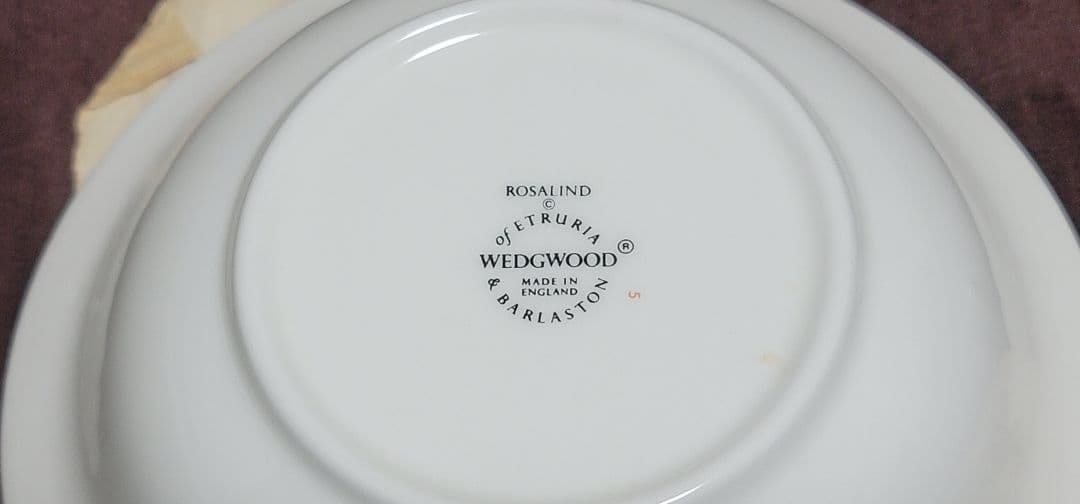 ROSALIND
©
of ETRURIA
WEDGWOOD ®
MADE IN
ENGLAND
& BARLASTON
5